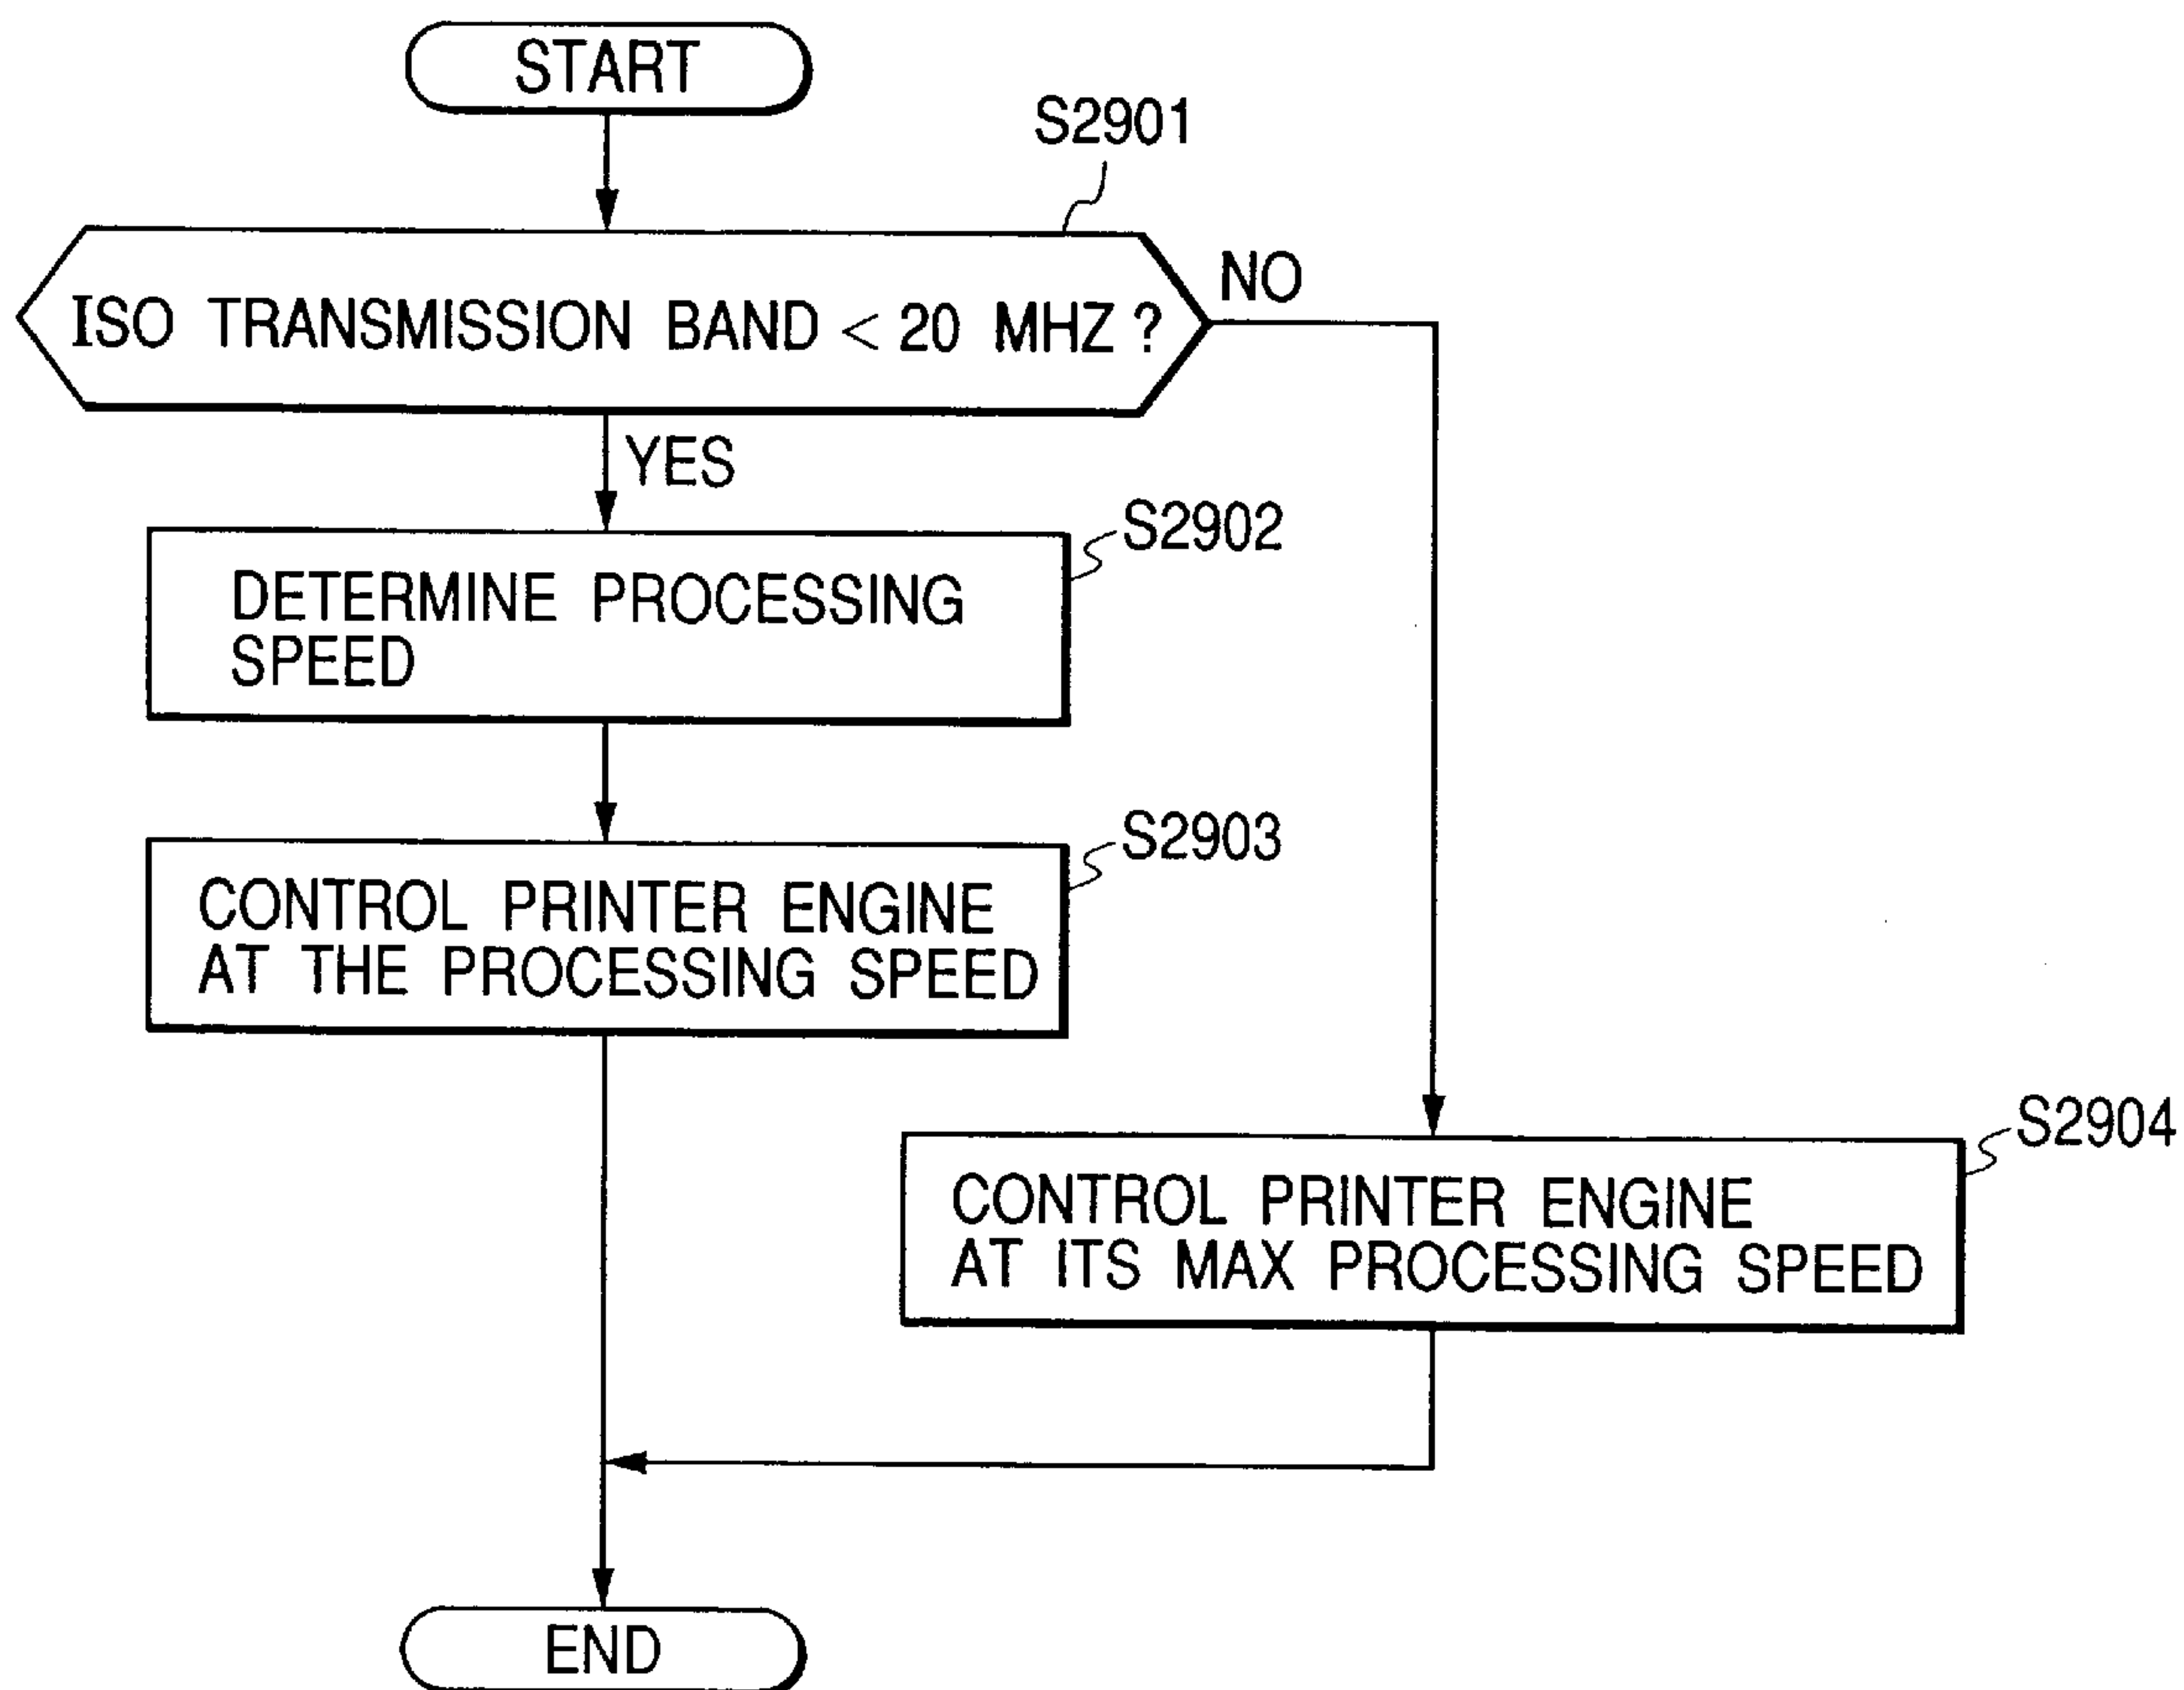 START
S2901
ISO TRANSMISSION BAND < 20 MHZ ?
NO
YES
S2902
DETERMINE PROCESSING
SPEED
S2903
CONTROL PRINTER ENGINE
AT THE PROCESSING SPEED
S2904
CONTROL PRINTER ENGINE
AT ITS MAX PROCESSING SPEED
END